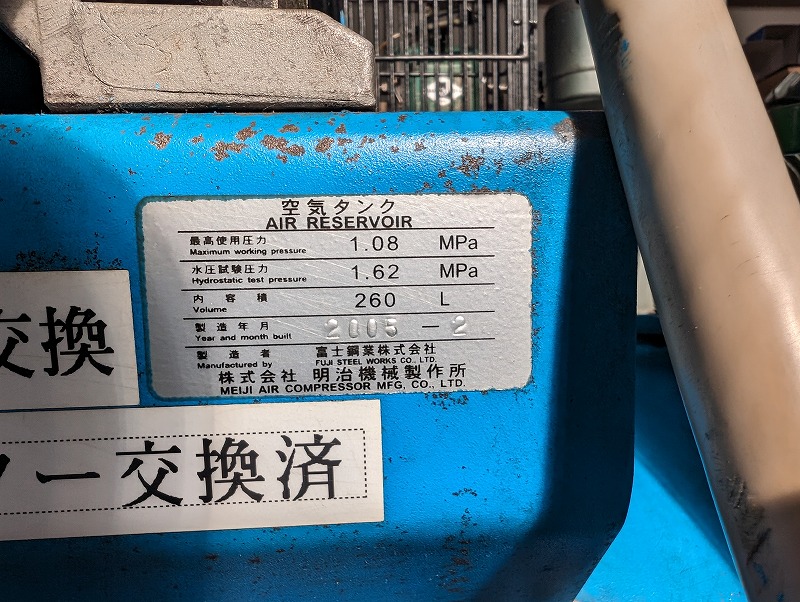 空気タンク
AIR RESERVOIR
最高使用圧力 1.08 MPa
Maximum working pressure
水圧試験圧力 1.62 MPa
Hydrostatic test pressure
内容積 260 L
Volume
製造年月 2005-2
Year and month built
製造者 富士鋼業株式会社
Manufactured by FUJI STEEL WORKS CO., LTD.
株式会社 明治機械製作所
MEIJI AIR COMPRESSOR MFG. CO., LTD.
交換
ー交換済